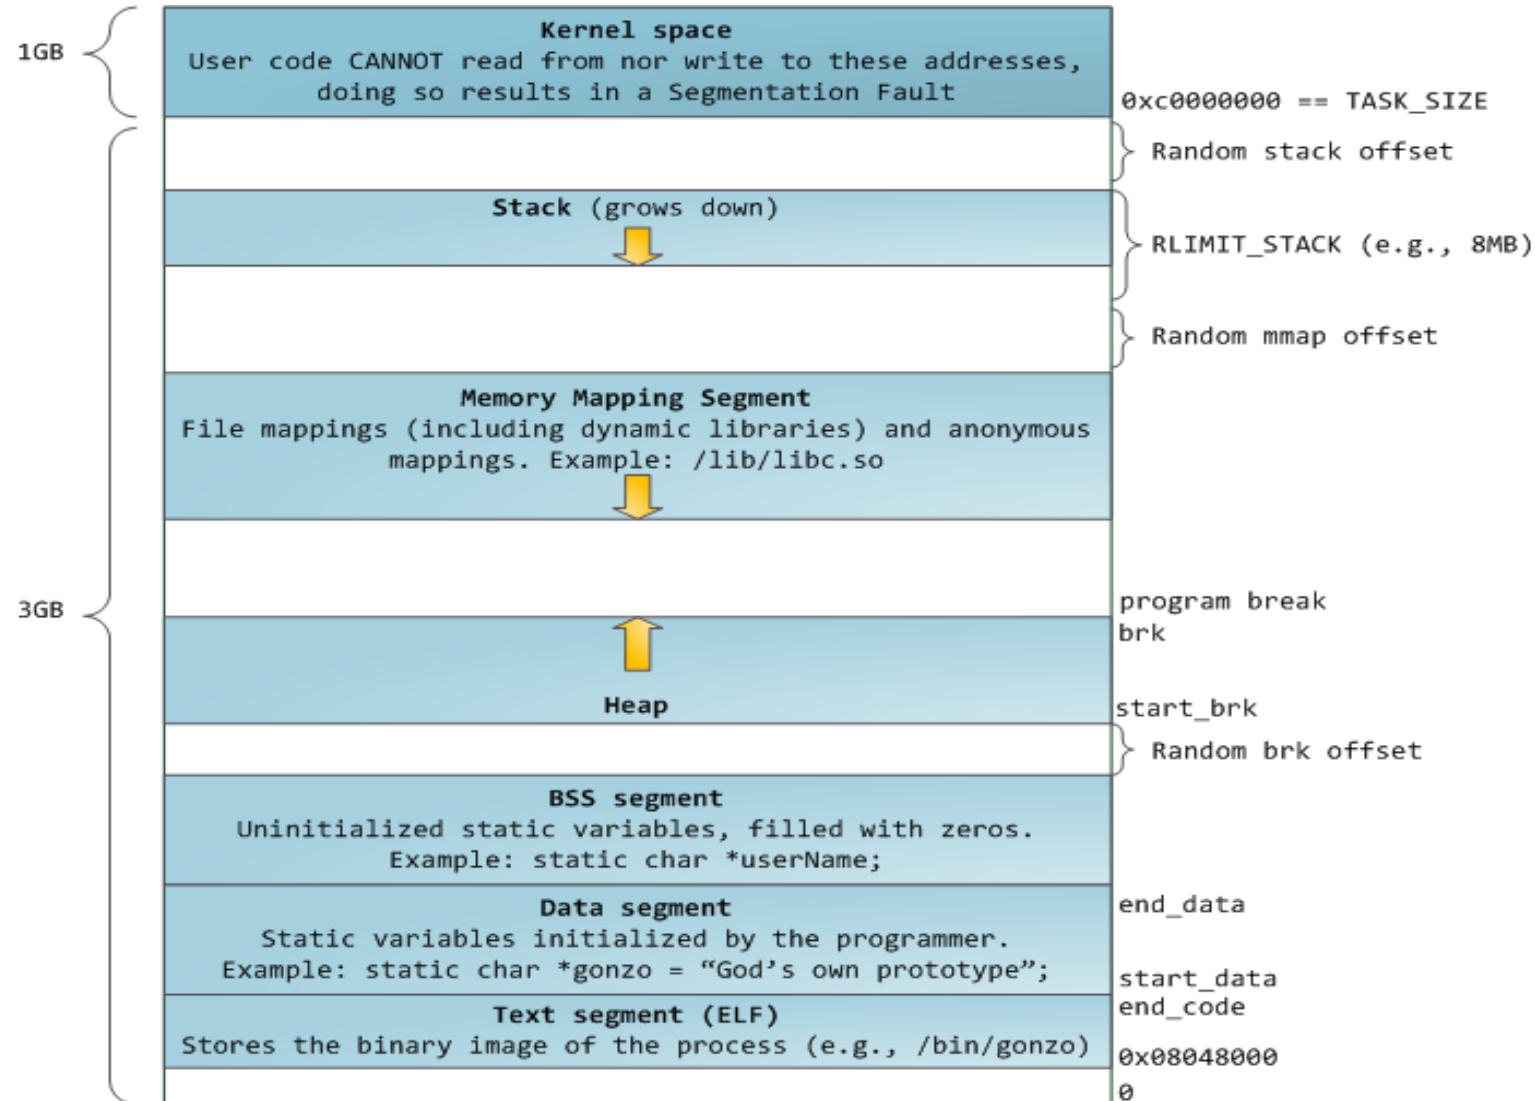 1GB
Kernel space
User code CANNOT read from nor write to these addresses,
doing so results in a Segmentation Fault
0xc0000000 == TASK_SIZE
Random stack offset
Stack (grows down)
RLIMIT_STACK (e.g., 8MB)
Random mmap offset
Memory Mapping Segment
File mappings (including dynamic libraries) and anonymous
mappings. Example: /lib/libc.so
3GB
program break
brk
Heap
start_brk
Random brk offset
BSS segment
Uninitialized static variables, filled with zeros.
Example: static char *userName;
Data segment
Static variables initialized by the programmer.
Example: static char *gonzo = “God’s own prototype”;
end_data
start_data
Text segment (ELF)
Stores the binary image of the process (e.g., /bin/gonzo)
end_code
0x08048000
0